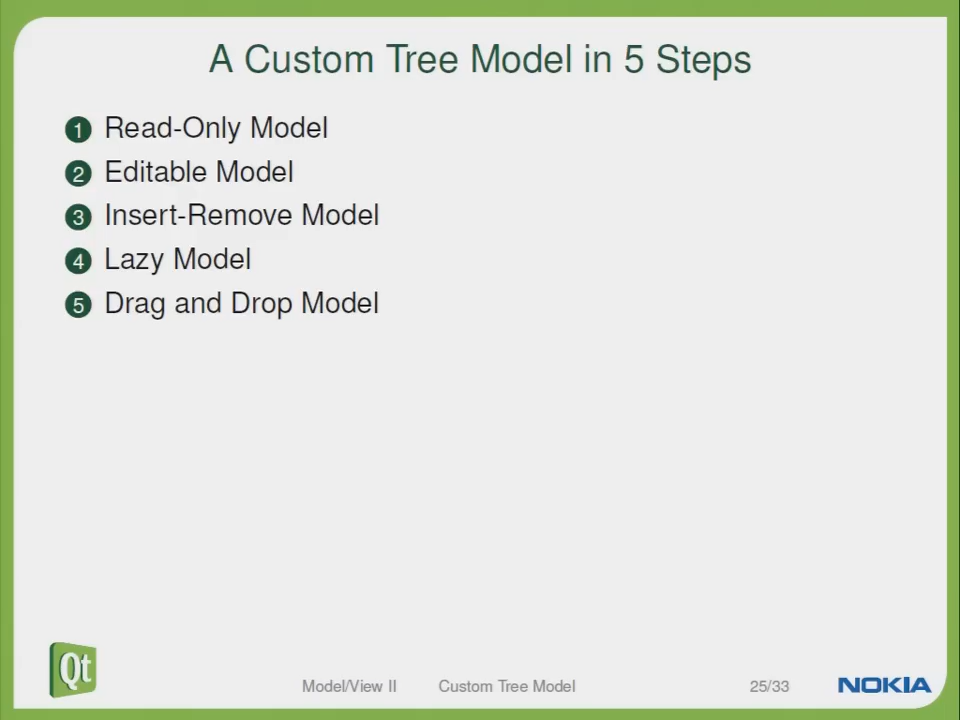 A Custom Tree Model in 5 Steps
1 Read-Only Model
2 Editable Model
3 Insert-Remove Model
4 Lazy Model
5 Drag and Drop Model
Qt
Model/View II Custom Tree Model 25/33 NOKIA